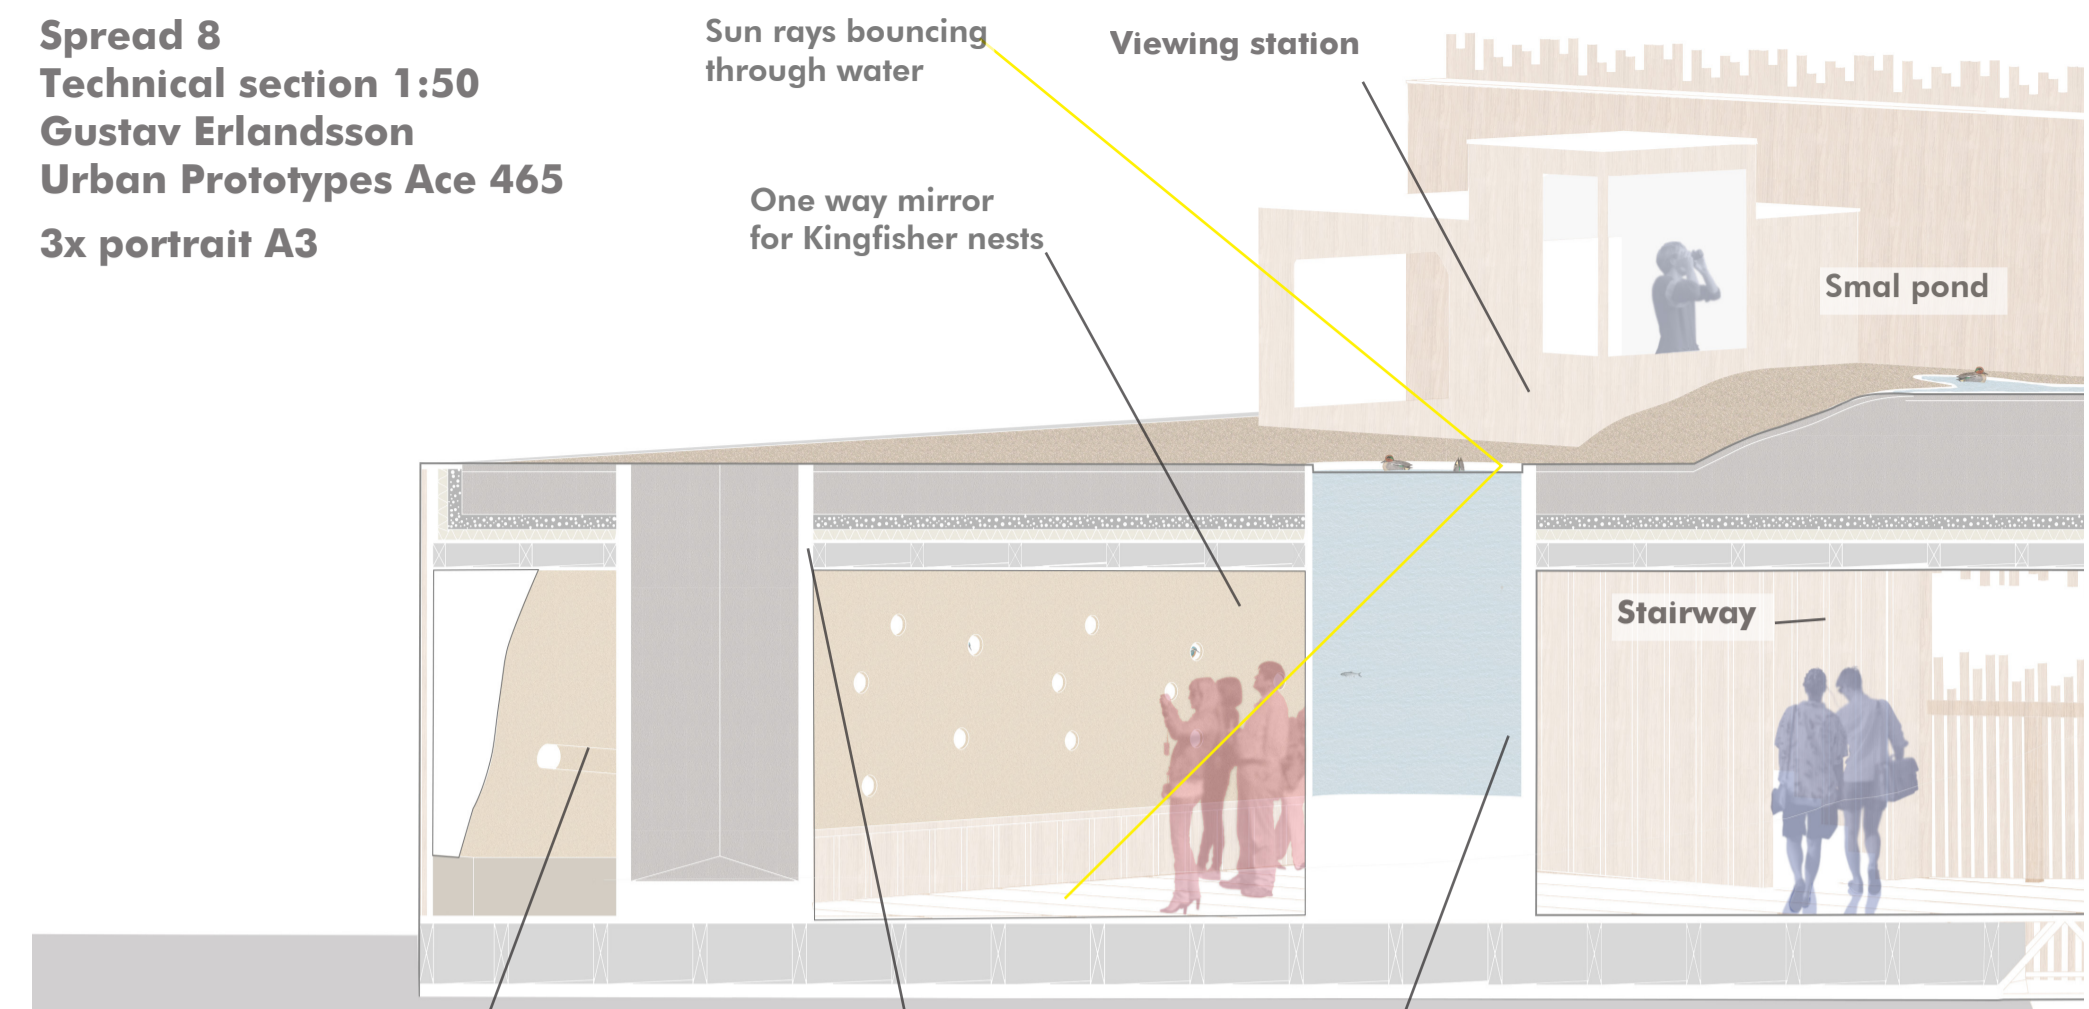 Spread 8
Technical section 1:50
Gustav Erlandsson
Urban Prototypes Ace 465
3x portrait A3
Sun rays bouncing
through water
Viewing station
One way mirror
for Kingfisher nests
Smal pond
Stairway